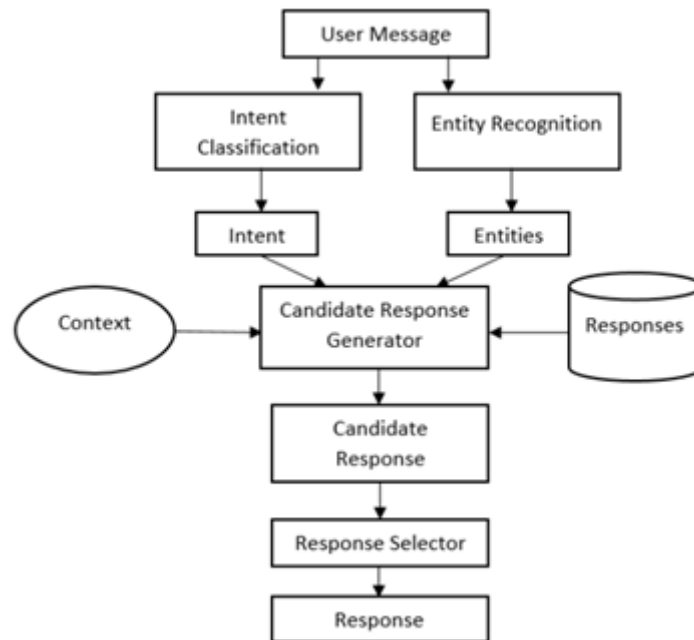 User Message
Intent
Classification
Entity Recognition
Intent
Entities
Context
Candidate Response
Generator
Responses
Candidate
Response
Response Selector
Response